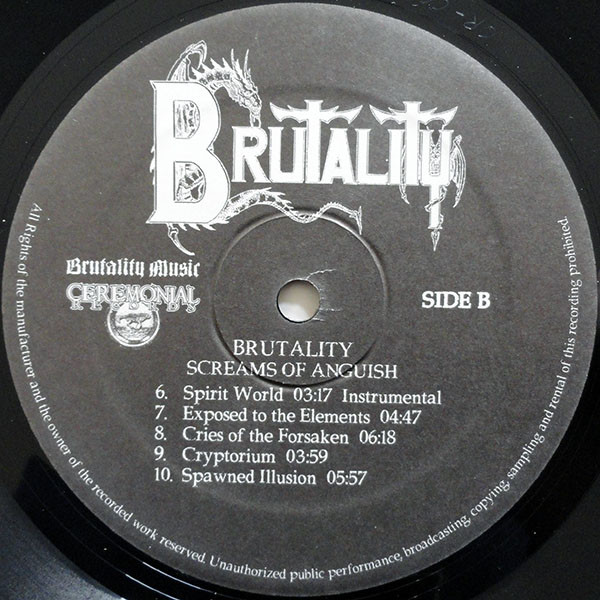 BRUTALITY
Brutality Music
CEREMONIAL
RECORDS
SIDE B
BRUTALITY
SCREAMS OF ANGUISH
6. Spirit World 03:17 Instrumental
7. Exposed to the Elements 04:47
8. Cries of the Forsaken 06:18
9. Cryptorium 03:59
10. Spawned Illusion 05:57
All Rights of the manufacturer and the owner of the recorded work reserved. Unauthorized public performance, broadcasting, copying, sampling and rental of this recording prohibited.